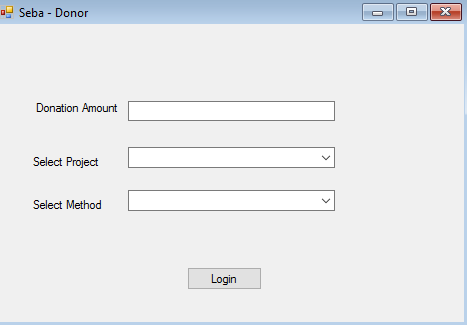 Seba - Donor
Donation Amount
Select Project
Select Method
Login